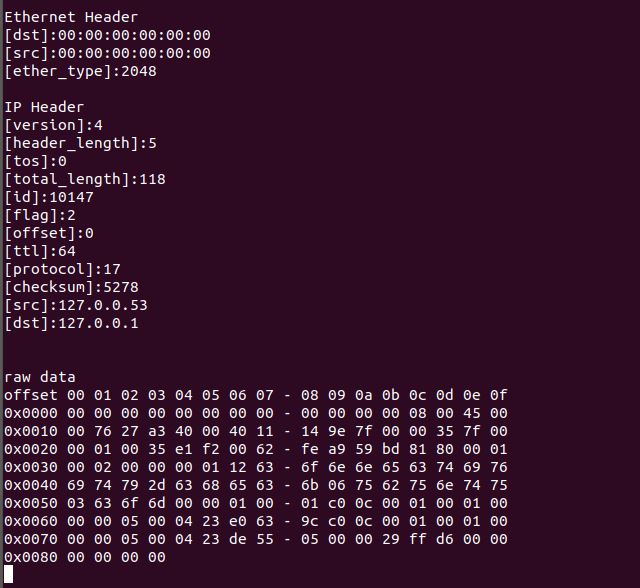 Ethernet Header
[dst]:00:00:00:00:00:00
[src]:00:00:00:00:00:00
[ether_type]:2048
IP Header
[version]:4
[header_length]:5
[tos]:0
[total_length]:118
[id]:10147
[flag]:2
[offset]:0
[ttl]:64
[protocol]:17
[checksum]:5278
[src]:127.0.0.53
[dst]:127.0.0.1
raw data
offset 00 01 02 03 04 05 06 07 - 08 09 0a 0b 0c 0d 0e 0f
0x0000 00 00 00 00 00 00 00 00 - 00 00 00 00 08 00 45 00
0x0010 00 76 27 a3 40 00 40 11 - 14 9e 7f 00 00 35 7f 00
0x0020 00 01 00 35 e1 f2 00 62 - fe a9 59 bd 81 80 00 01
0x0030 00 02 00 00 00 01 12 63 - 6f 6e 6e 65 63 74 69 76
0x0040 69 74 79 2d 63 68 65 63 - 6b 06 75 62 75 6e 74 75
0x0050 03 63 6f 6d 00 00 01 00 - 01 c0 0c 00 01 00 01 00
0x0060 00 00 05 00 04 23 e0 63 - 9c c0 0c 00 01 00 01 00
0x0070 00 00 05 00 04 23 de 55 - 05 00 00 29 ff d6 00 00
0x0080 00 00 00 00